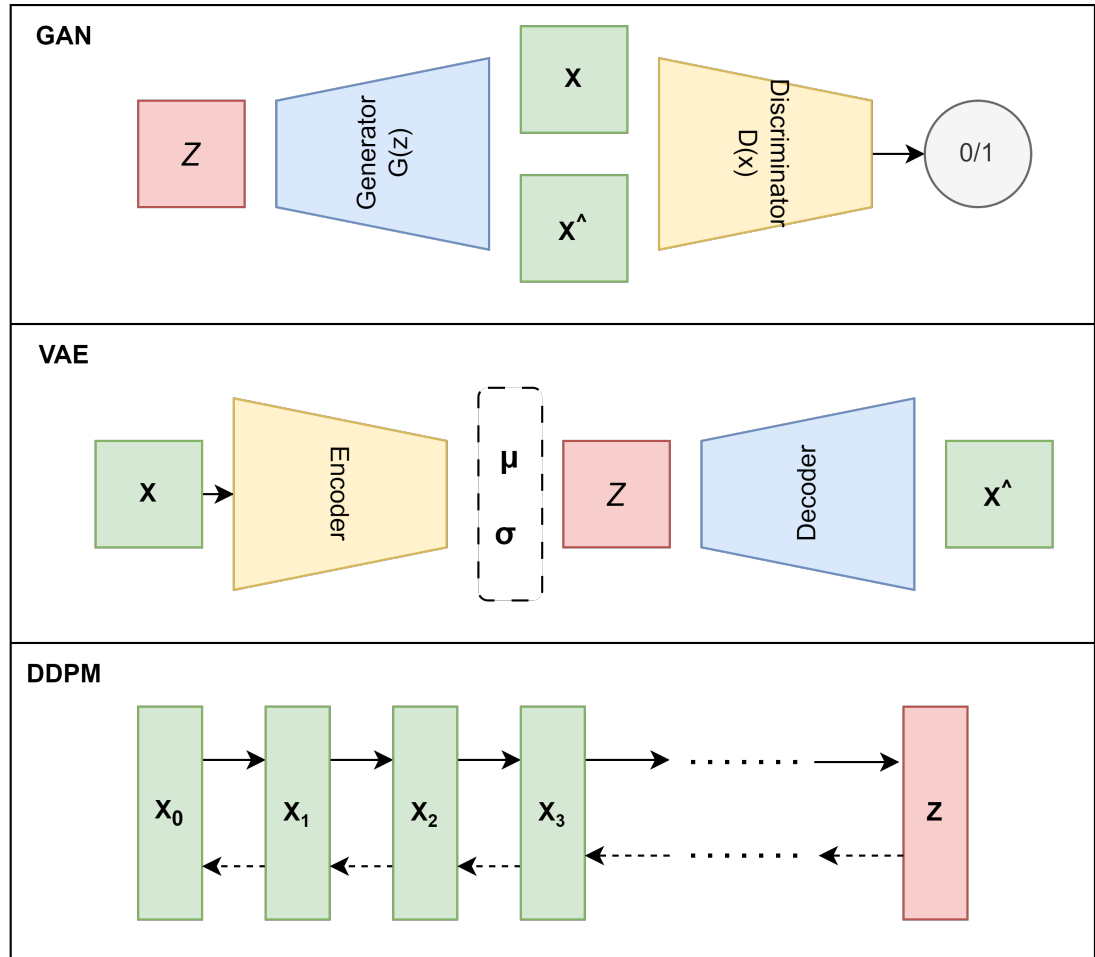 GAN
Z
Generator
G(z)
X
X^
Discriminator
D(x)
0/1
VAE
X
Encoder
μ
σ
Z
Decoder
X^
DDPM
X₀
X₁
X₂
X₃
.......
.......
Z